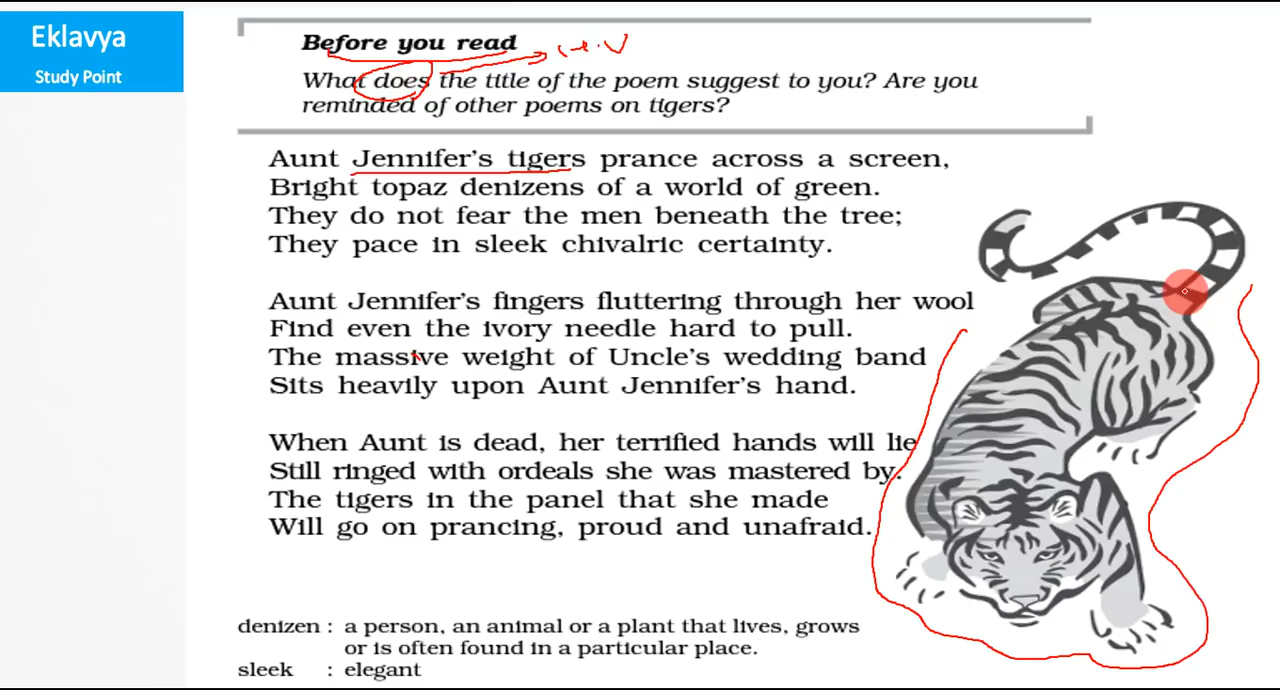 Eklavya
Study Point
Before you read
What does the title of the poem suggest to you? Are you
reminded of other poems on tigers?
Aunt Jennifer's tigers prance across a screen,
Bright topaz denizens of a world of green.
They do not fear the men beneath the tree;
They pace in sleek chivalric certainty.
Aunt Jennifer's fingers fluttering through her wool
Find even the ivory needle hard to pull.
The massive weight of Uncle's wedding band
Sits heavily upon Aunt Jennifer's hand.
When Aunt is dead, her terrified hands will lie
Still ringed with ordeals she was mastered by.
The tigers in the panel that she made
Will go on prancing, proud and unafraid.
denizen : a person, an animal or a plant that lives, grows
or is often found in a particular place.
sleek : elegant